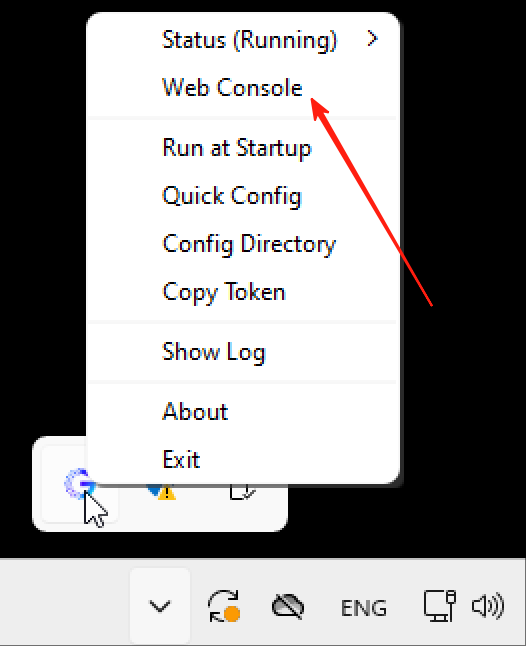 Status (Running)
Web Console
Run at Startup
Quick Config
Config Directory
Copy Token
Show Log
About
Exit
ENG